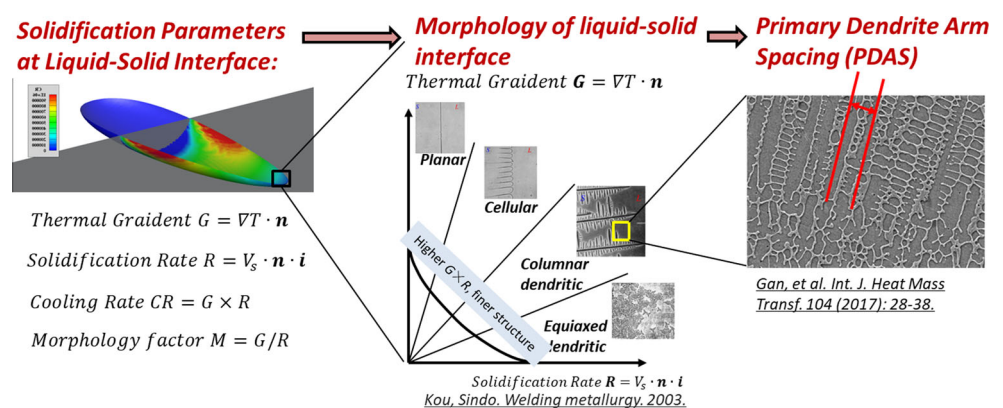 Solidification Parameters
at Liquid-Solid Interface:
Thermal Graident G = ∇T · n
Solidification Rate R = Vₛ · n · i
Cooling Rate CR = G × R
Morphology factor M = G/R
Morphology of liquid-solid
interface
Thermal Graident G = ∇T · n
Planar
Cellular
Columnar
dendritic
Equiaxed
dendritic
Higher G×R, finer structure
Solidification Rate R = Vₛ · n · i
Kou, Sindo. Welding metallurgy. 2003.
Primary Dendrite Arm
Spacing (PDAS)
Gan, et al. Int. J. Heat Mass
Transf. 104 (2017): 28-38.